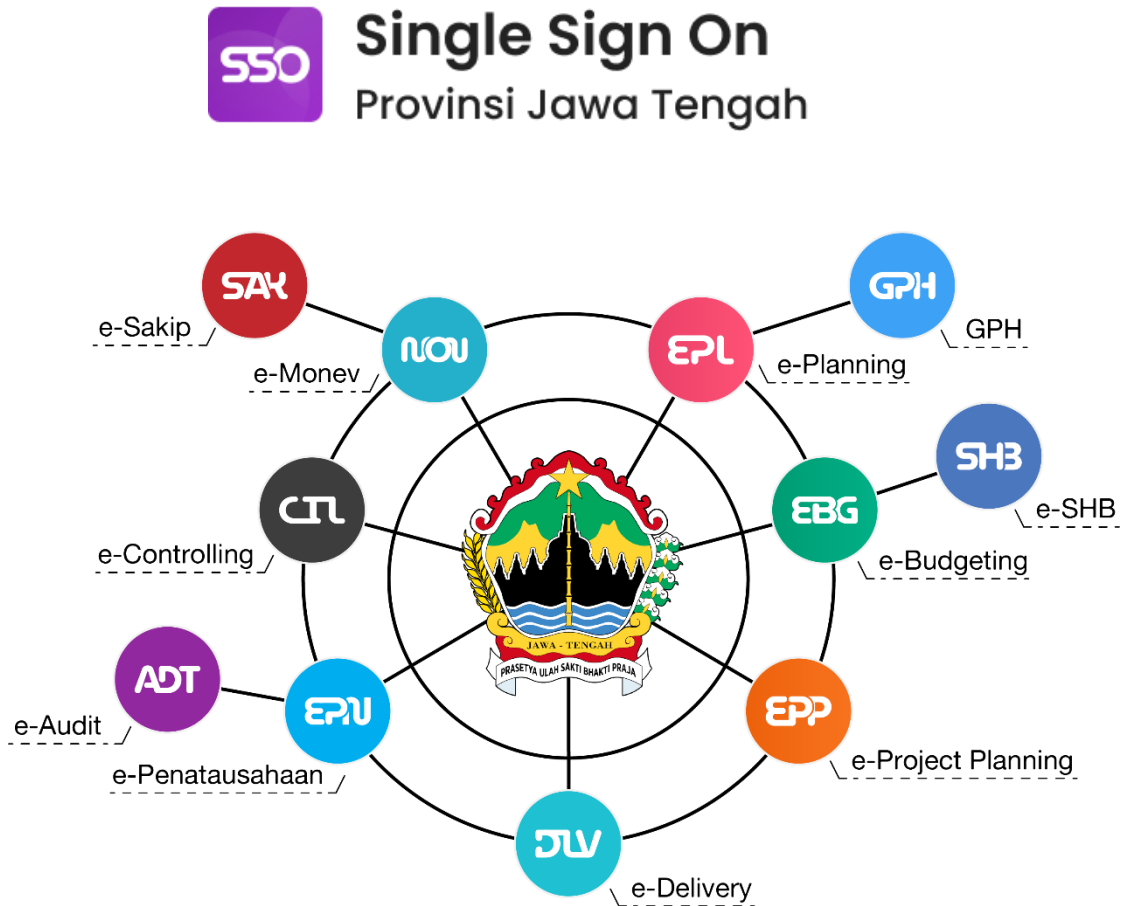 SSO
Single Sign On
Provinsi Jawa Tengah
SAK
e-Sakip
MON
e-Monev
EPL
e-Planning
GPH
GPH
CTL
e-Controlling
EBG
e-Budgeting
SHB
e-SHB
JAWA - TENGAH
PRASETYA ULAH SAKTI BHAKTI PRAJA
ADT
e-Audit
EPN
e-Penatausahaan
EPP
e-Project Planning
DLV
e-Delivery